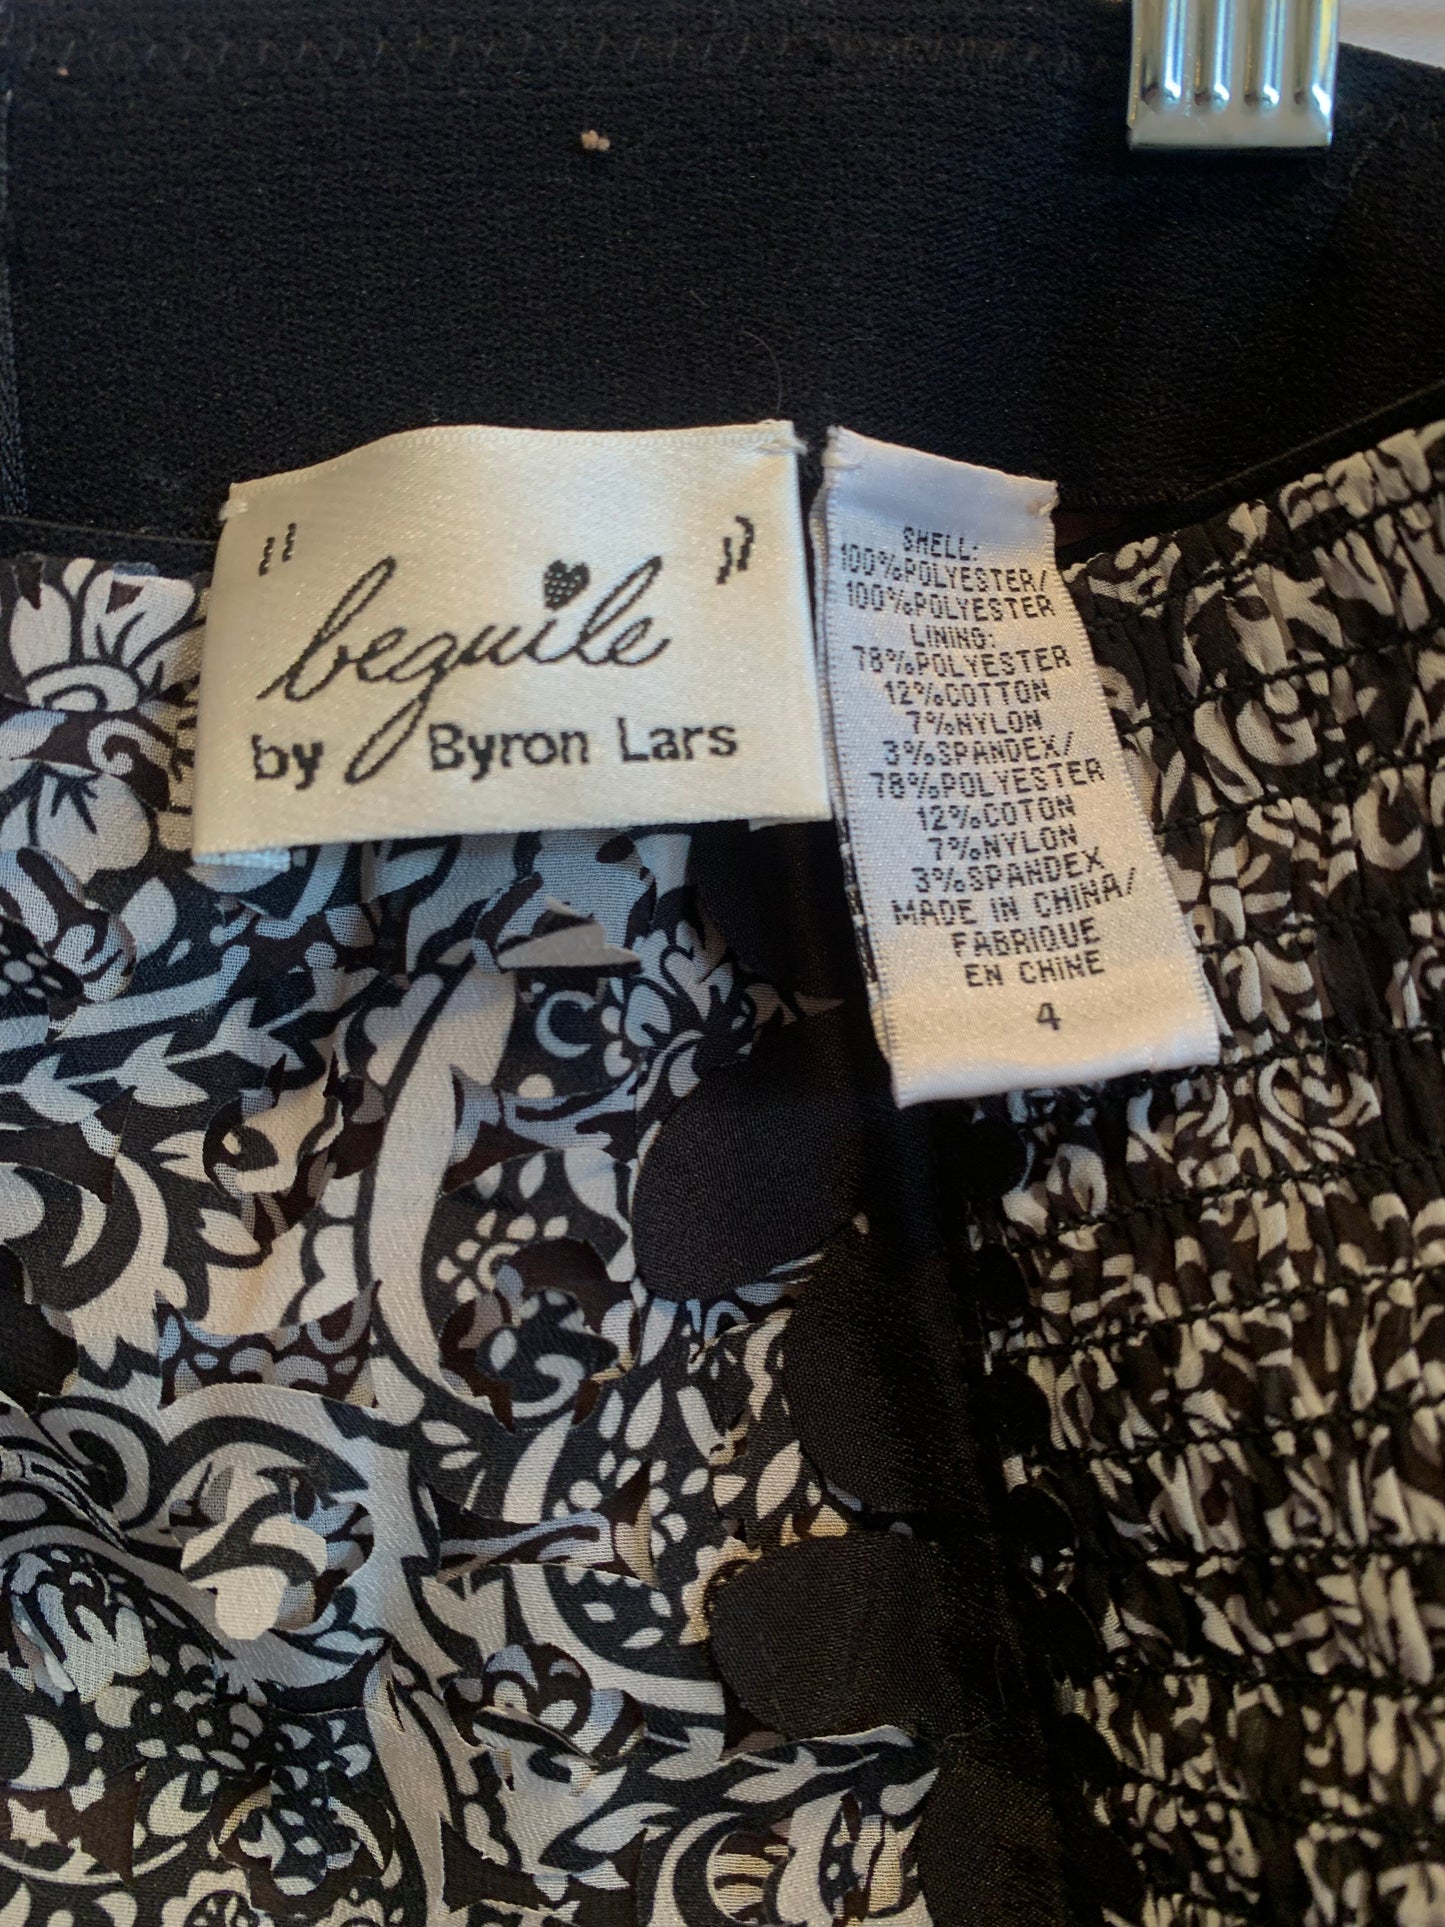 "beguile"
by Byron Lars
SHELL:
100%POLYESTER/
100%POLYESTER
LINING:
78%POLYESTER
12%COTTON
7%NYLON
3%SPANDEX/
78%POLYESTER
12%COTON
7%NYLON
3%SPANDEX
MADE IN CHINA/
FABRIQUE
EN CHINE
4